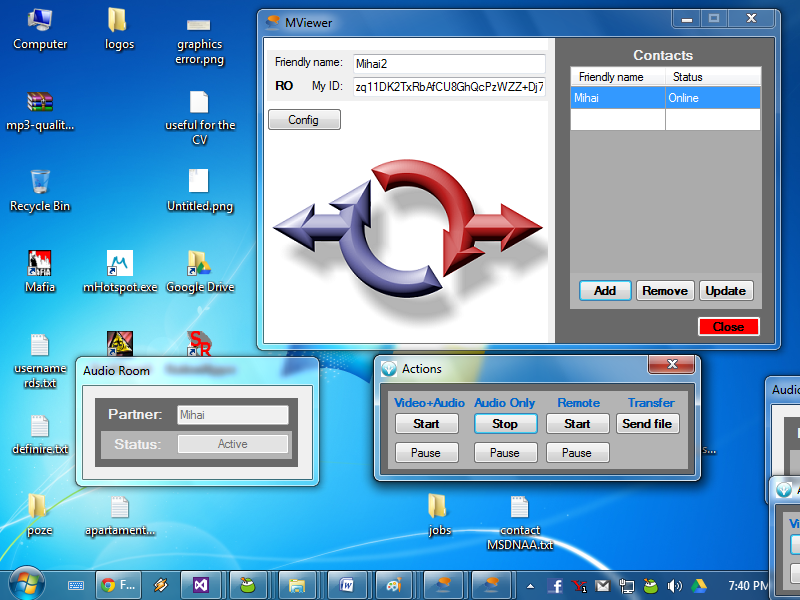 Computer
logos
graphics
error.png
mp3-qualit...
useful for the
CV
Recycle Bin
Untitled.png
Mafia
mHotspot.exe
Google Drive
username
rds.txt
definire.txt
poze
apartament...
jobs
contact
MSDNAA.txt
s...
MViewer
Friendly name:
Mihai2
RO
My ID:
zq11DK2TxRbAfCU8GhQcPzWZZ+Dj7
Config
Contacts
Friendly name
Status
Mihai
Online
Add
Remove
Update
Close
Audio Room
Partner:
Mihai
Status:
Active
Actions
Video+Audio
Audio Only
Remote
Transfer
Start
Stop
Start
Send file
Pause
Pause
Pause
Audio
A
Vi
F...
7:40 PM